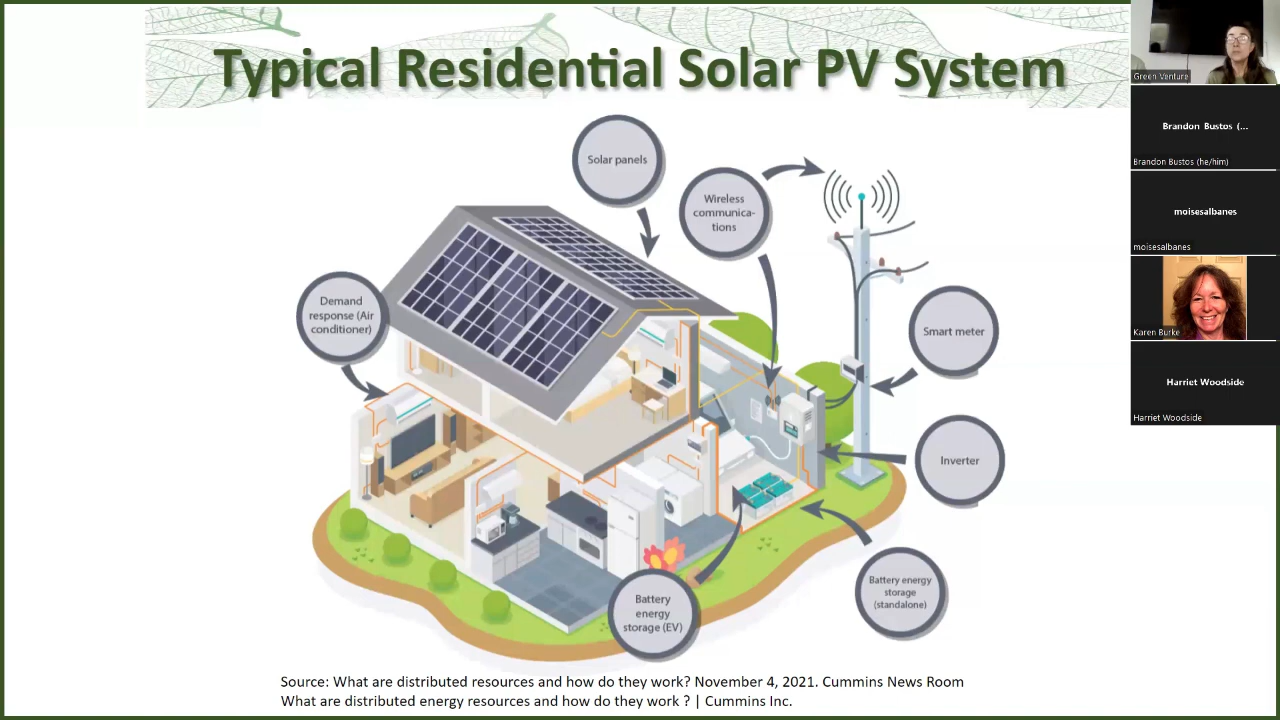 Typical Residential Solar PV System
Solar panels
Wireless
communica-
tions
Demand
response (Air
conditioner)
Smart meter
Inverter
Battery energy
storage
(standalone)
Battery
energy
storage (EV)
Source: What are distributed resources and how do they work? November 4, 2021. Cummins News Room
What are distributed energy resources and how do they work ? | Cummins Inc.
Green Venture
Brandon Bustos (...
Brandon Bustos (he/him)
moisesalbanes
moisesalbanes
Karen Burke
Harriet Woodside
Harriet Woodside